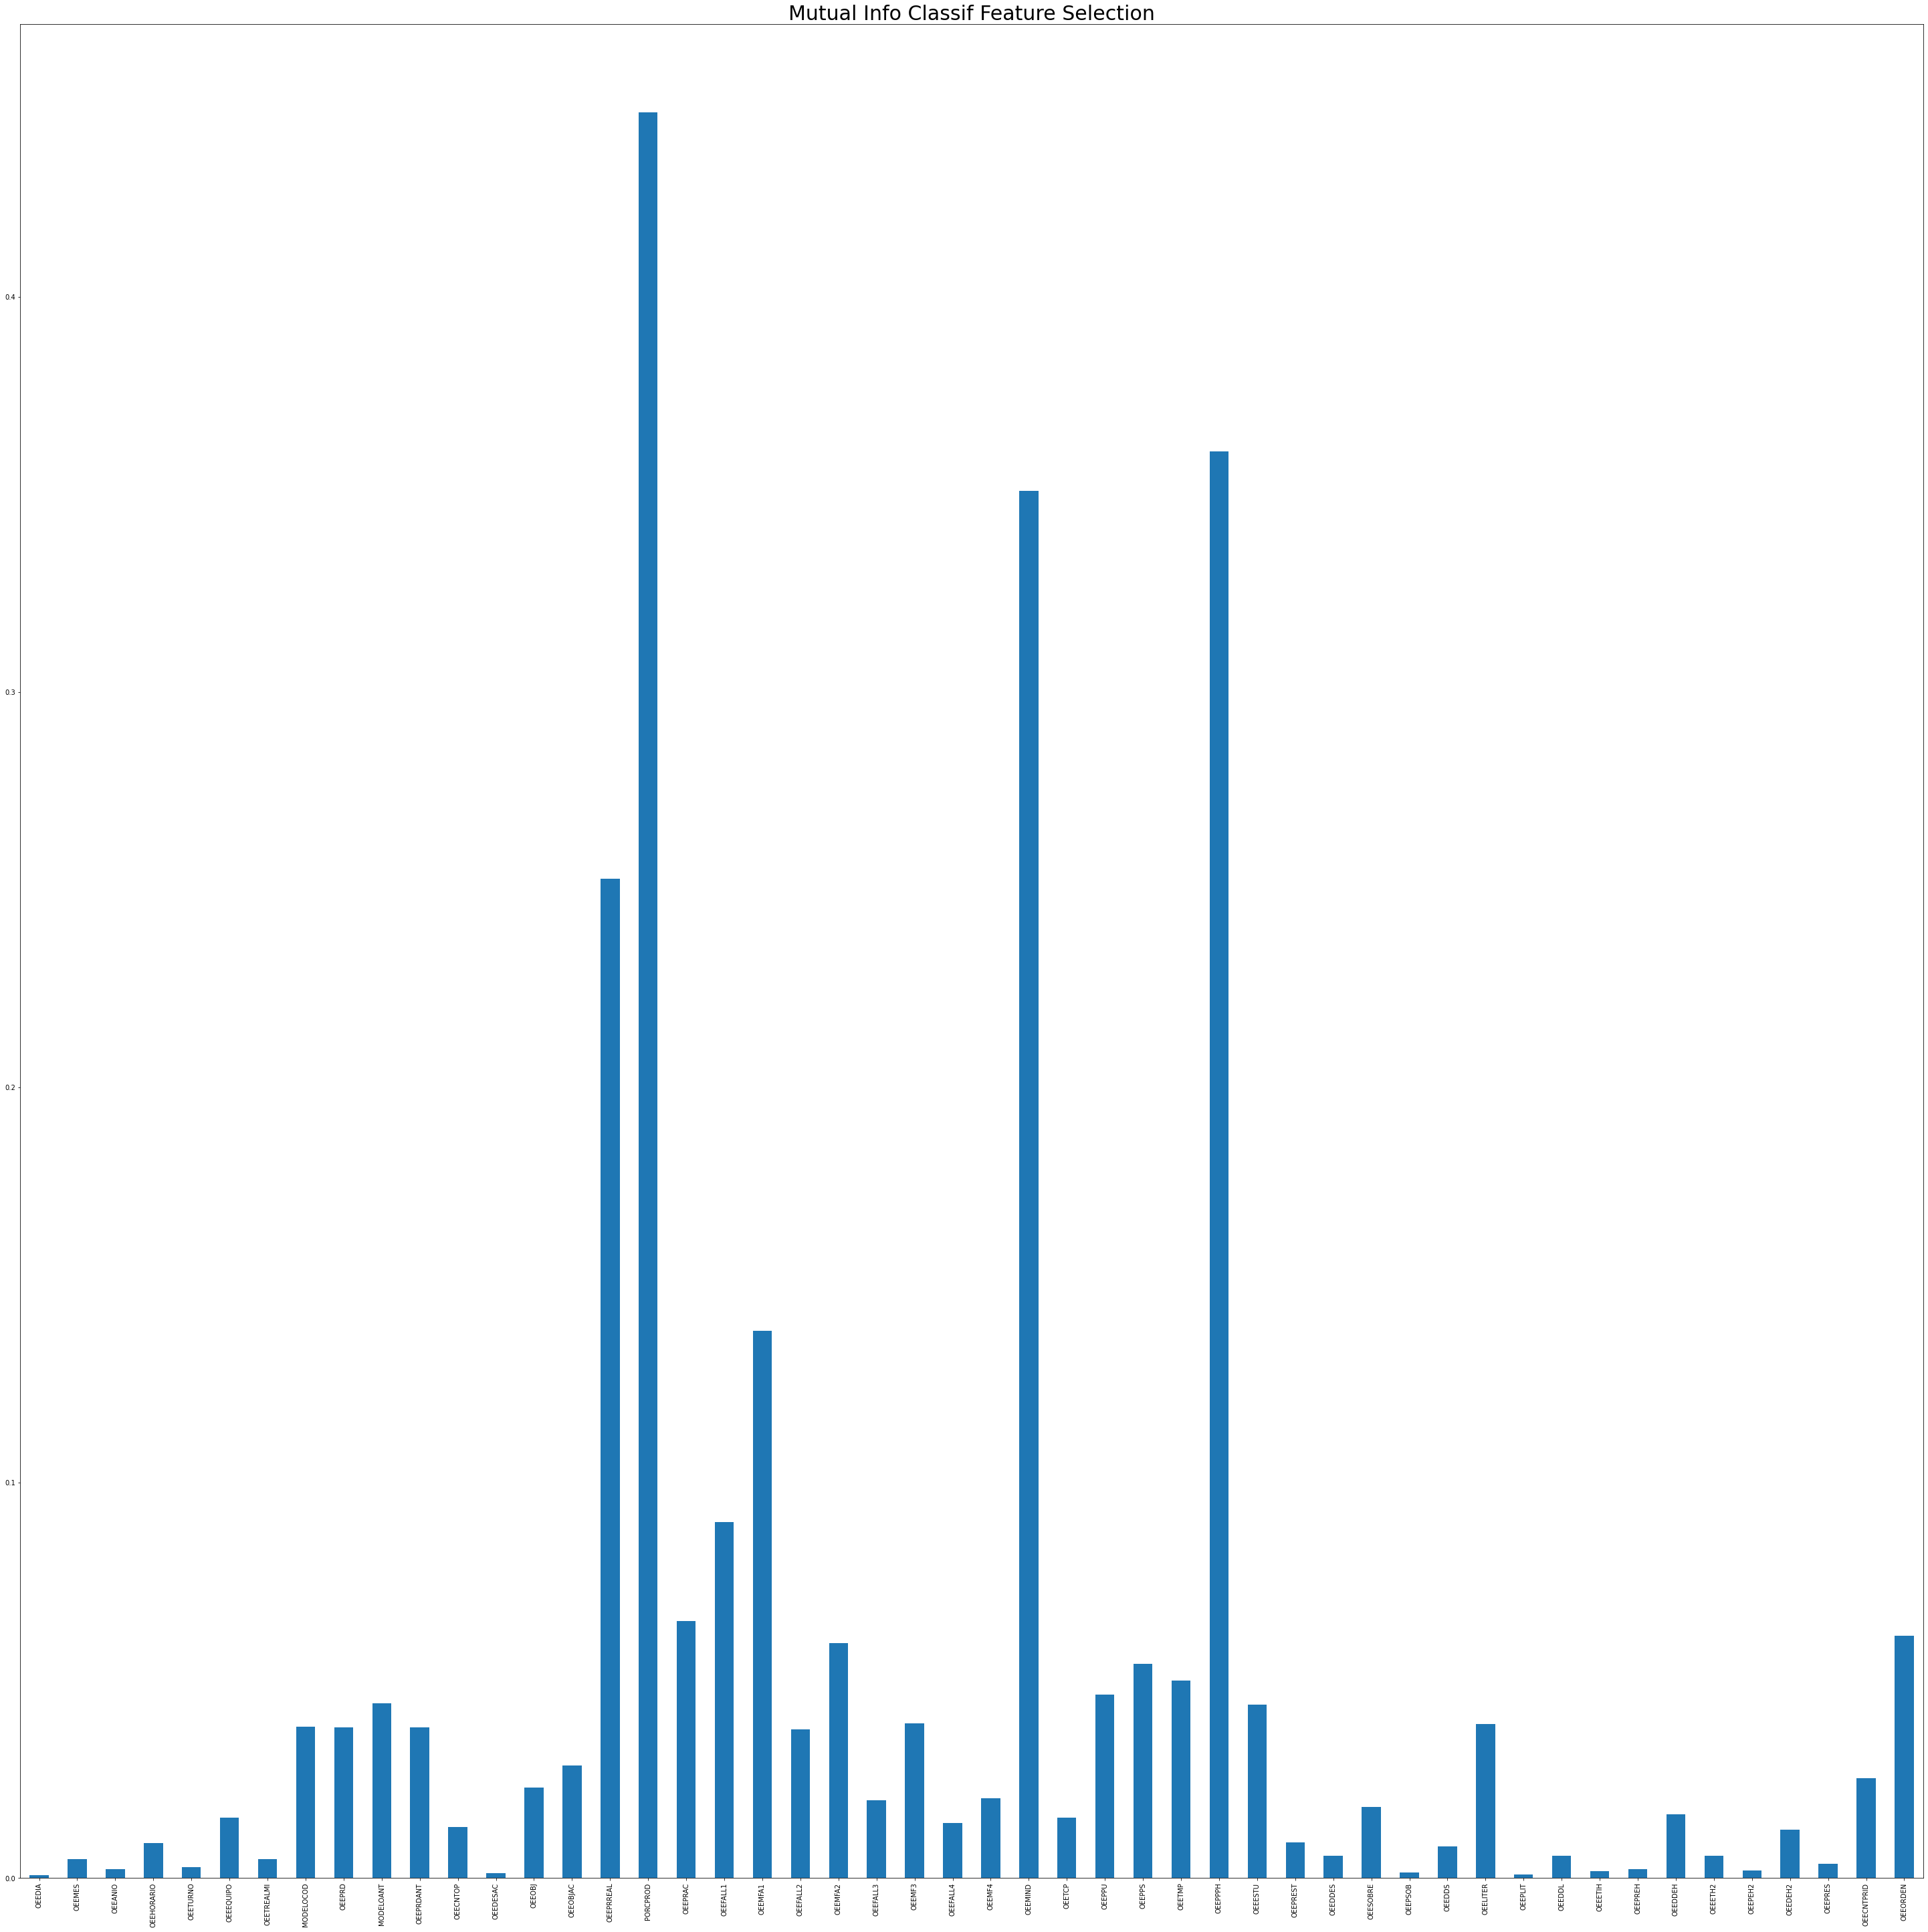 Mutual Info Classif Feature Selection
0.4
0.3
0.2
0.1
0.0
OEEDIA
OEEMES
OEEANIO
OEEHORARIO
OEETURNO
OEEEQUIPO
OEETREALMI
MODELOCOD
OEEPRD
MODELOANT
OEEPRDANT
OEECNTOP
OEEDESAC
OEEOBJ
OEEOBJAC
OEEPRREAL
PORCPROD
OEEPRAC
OEEFALL1
OEEMFA1
OEEFALL2
OEEMFA2
OEEFALL3
OEEMF3
OEEFALL4
OEEMF4
OEEMIND
OEETCP
OEEPPU
OEEPPS
OEETMP
OEEPPPH
OEEESTU
OEEPREST
OEEDDES
OEESOBRE
OEEPSOB
OEEDDS
OEELITER
OEEPLIT
OEEDDL
OEEETIH
OEEPREH
OEEDDEH
OEEETH2
OEEPEH2
OEEDEH2
OEEPRES
OEECNTPRID
OEEORDEN